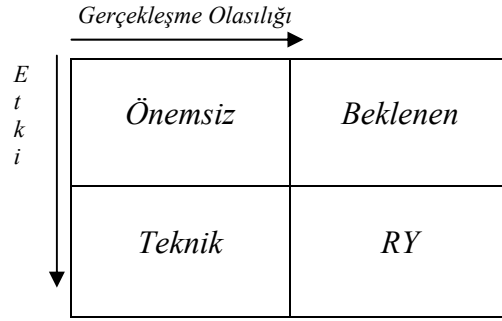 Gerçekleşme Olasılığı
E
t
k
i
Önemsiz
Beklenen
Teknik
RY